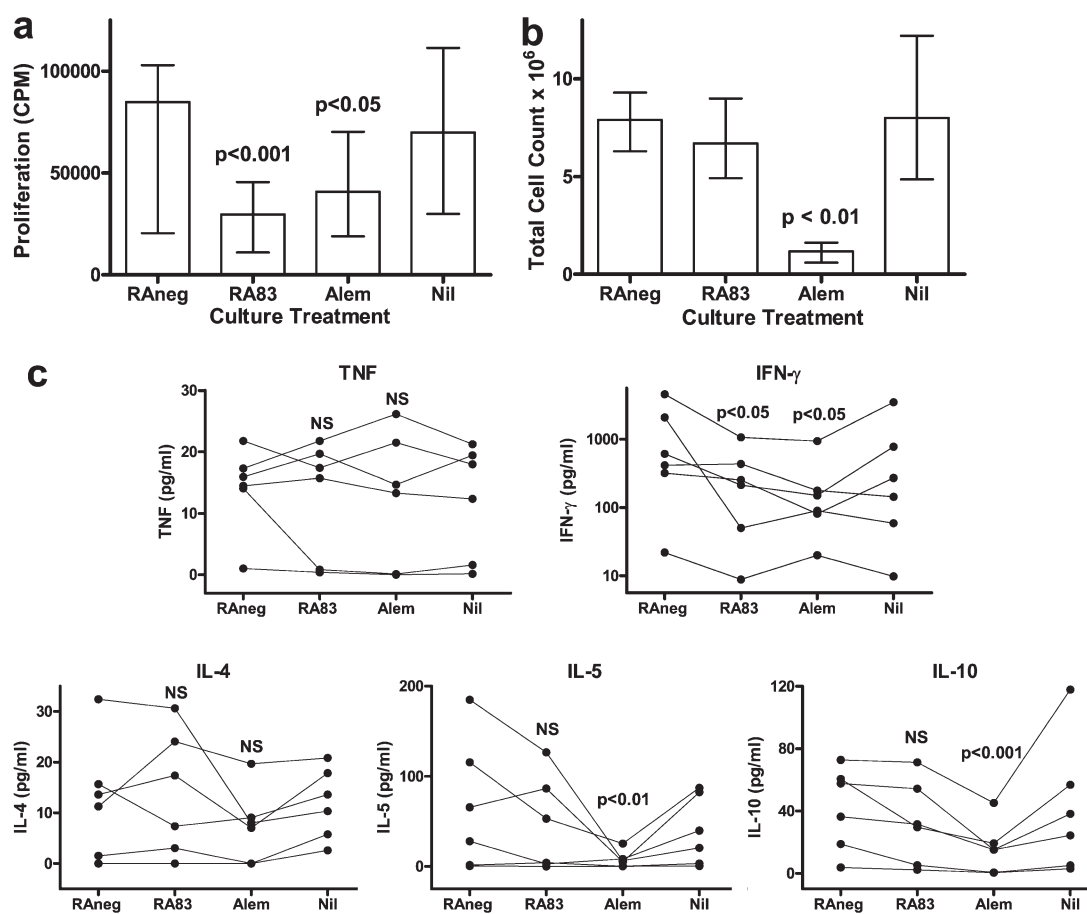 a
Proliferation (CPM)
100000
50000
0
p<0.001
p<0.05
RAneg RA83 Alem Nil
Culture Treatment
b
Total Cell Count x 10⁶
10
5
0
p < 0.01
RAneg RA83 Alem Nil
Culture Treatment
c
TNF
TNF (pg/ml)
30
20
10
0
NS
NS
RAneg RA83 Alem Nil
IFN-γ
IFN-γ (pg/ml)
1000
100
10
p<0.05
p<0.05
RAneg RA83 Alem Nil
IL-4
IL-4 (pg/ml)
30
20
10
0
NS
NS
RAneg RA83 Alem Nil
IL-5
IL-5 (pg/ml)
200
100
0
NS
p<0.01
RAneg RA83 Alem Nil
IL-10
IL-10 (pg/ml)
120
80
40
0
NS
p<0.001
RAneg RA83 Alem Nil